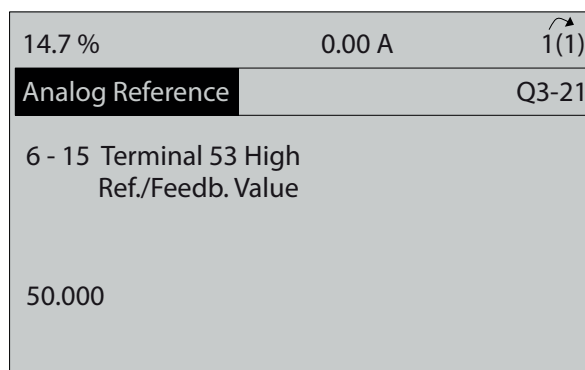 14.7 % 0.00 A 1(1)
Analog Reference Q3-21
6 - 15 Terminal 53 High
Ref./Feedb. Value
50.000